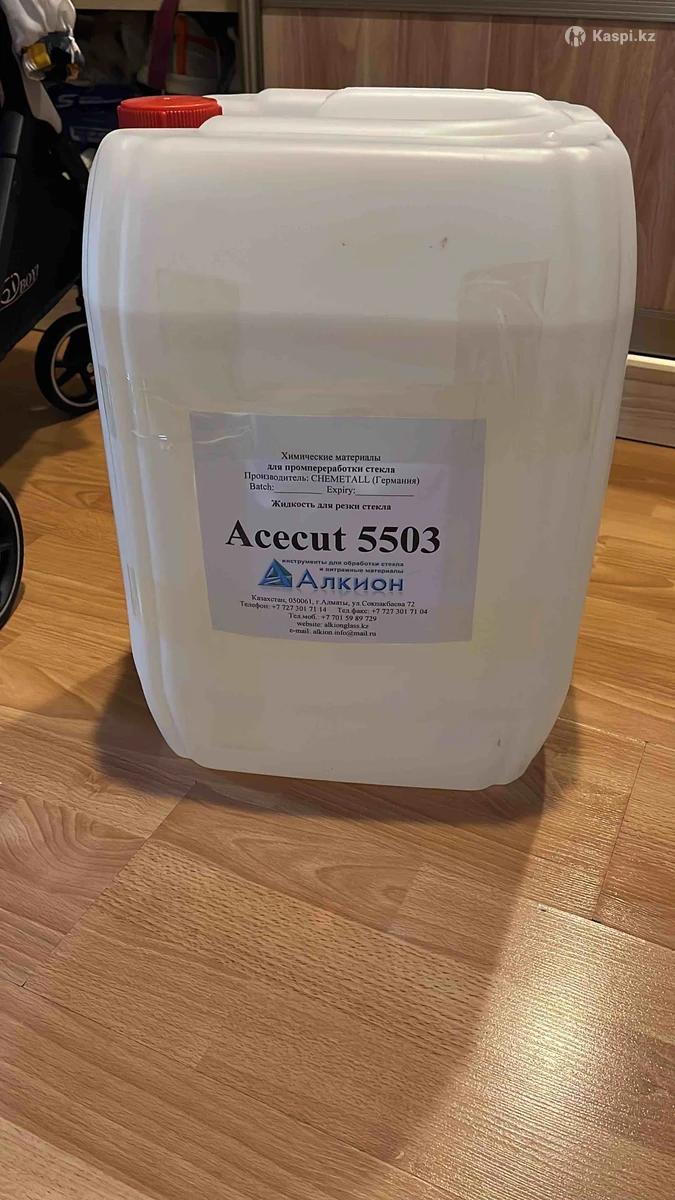 Kaspi.kz
Химические материалы
для промпереработки стекла
Производитель: CHEMETALL (Германия)
Batch:__________ Expiry:____________
Жидкость для резки стекла
Acecut 5503
инструменты для обработки стекла
и витражные материалы
Алкион
Казахстан, 050061, г.Алматы, ул.Сокпакбаева 72
Телефон: +7 727 301 71 14 Тел.факс: +7 727 301 71 04
Тел.моб.: +7 701 59 89 729
website: alkionglass.kz
e-mail: alkion.info@mail.ru